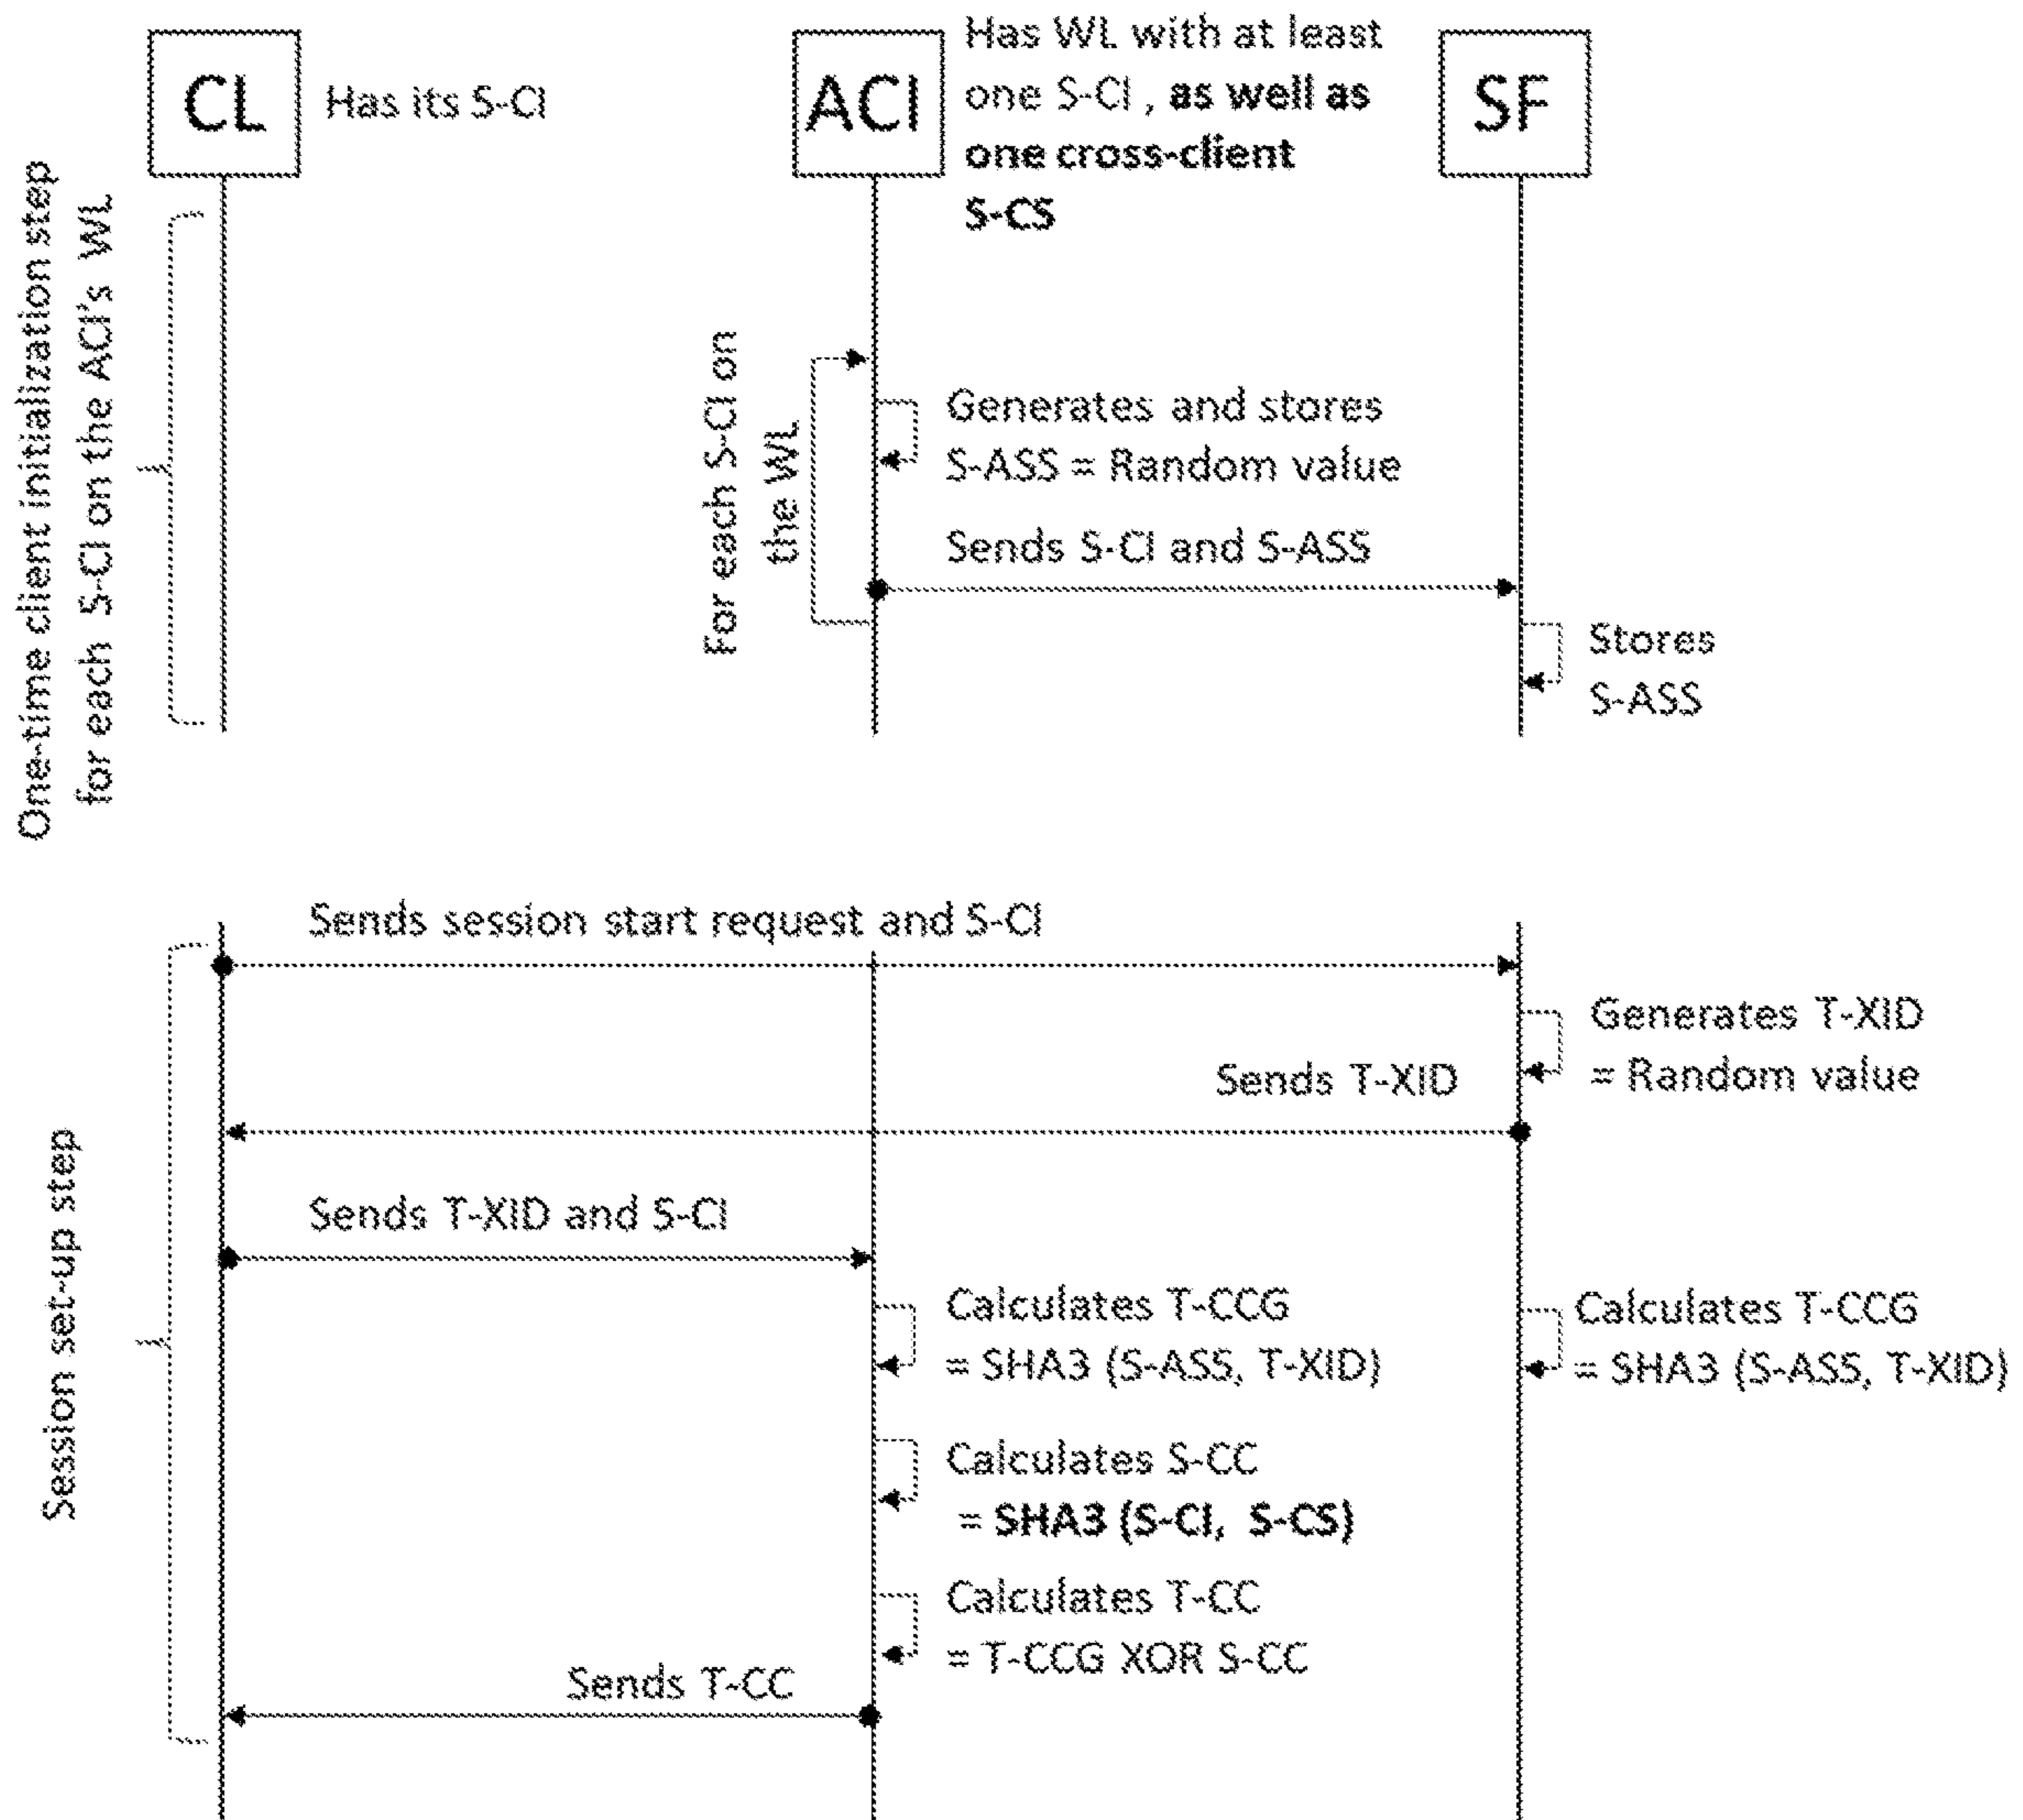 CL
Has its S-CI
ACI
Has WL with at least
one S-CI , as well as
one cross-client
S-CS
SF
One-time client initialization step
for each S-CI on the ACI's WL
For each S-CI on
the WL
Generates and stores
S-ASS = Random value
Sends S-CI and S-ASS
Stores
S-ASS
Session set-up step
Sends session start request and S-CI
Generates T-XID
= Random value
Sends T-XID
Sends T-XID and S-CI
Calculates T-CCG
= SHA3 (S-ASS, T-XID)
Calculates T-CCG
= SHA3 (S-ASS, T-XID)
Calculates S-CC
= SHA3 (S-CI, S-CS)
Calculates T-CC
= T-CCG XOR S-CC
Sends T-CC